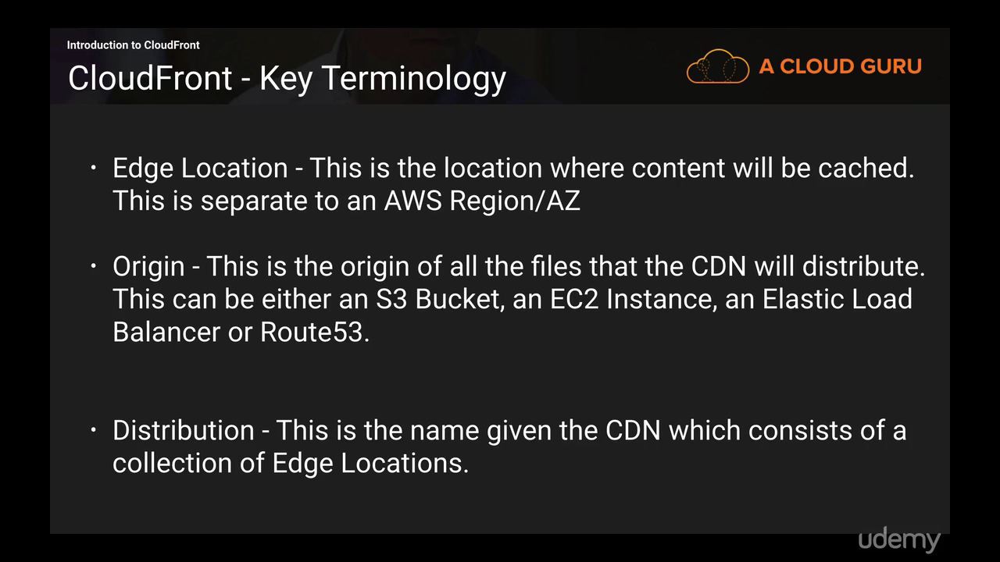 Introduction to CloudFront
CloudFront - Key Terminology
A CLOUD GURU
• Edge Location - This is the location where content will be cached.
This is separate to an AWS Region/AZ
• Origin - This is the origin of all the files that the CDN will distribute.
This can be either an S3 Bucket, an EC2 Instance, an Elastic Load
Balancer or Route53.
• Distribution - This is the name given the CDN which consists of a
collection of Edge Locations.
udemy